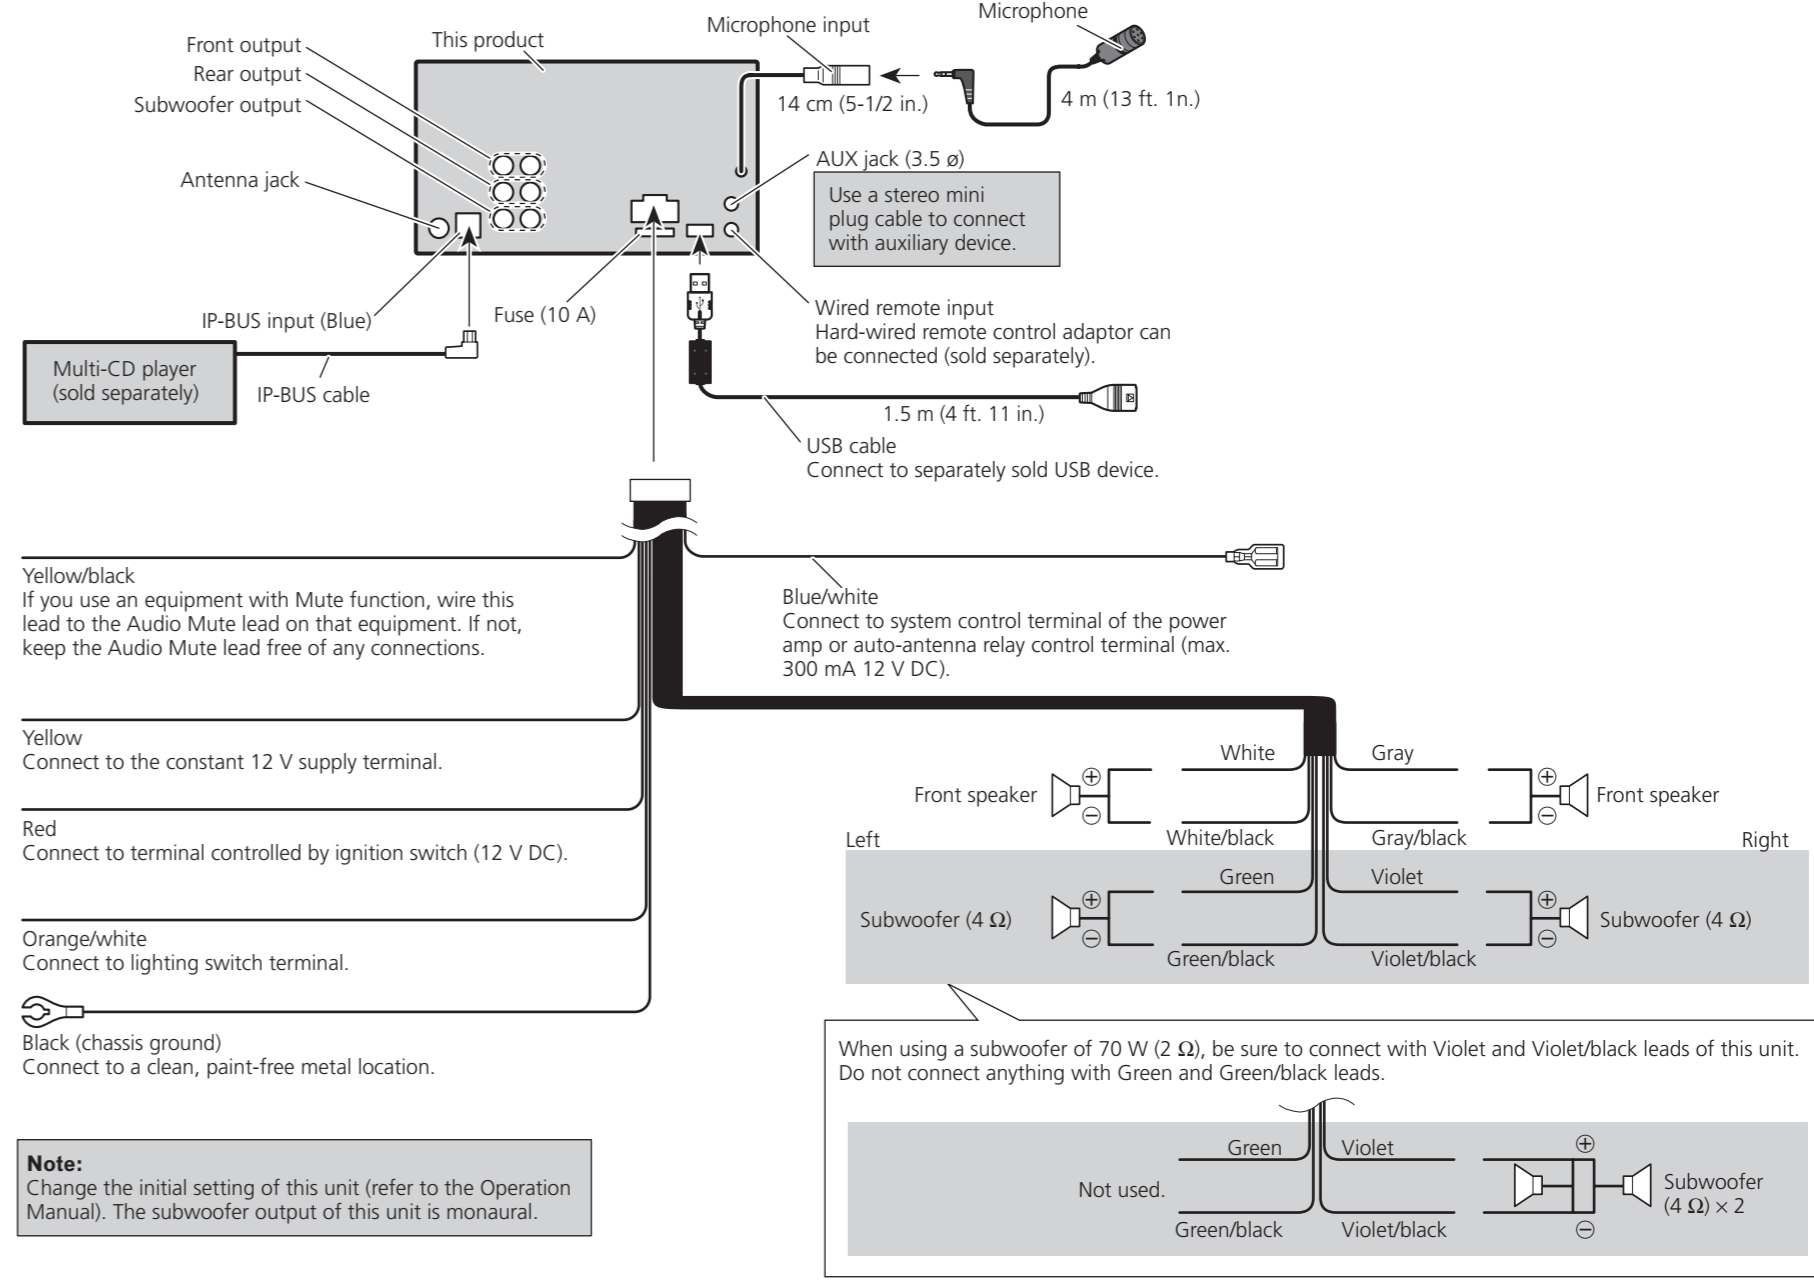 Microphone
Microphone input
This product
Front output
Rear output
Subwoofer output
14 cm (5-1/2 in.)
4 m (13 ft. 1n.)
Antenna jack
AUX jack (3.5 ø)
Use a stereo mini
plug cable to connect
with auxiliary device.
IP-BUS input (Blue)
Fuse (10 A)
Wired remote input
Hard-wired remote control adaptor can
be connected (sold separately).
Multi-CD player
(sold separately)
IP-BUS cable
1.5 m (4 ft. 11 in.)
USB cable
Connect to separately sold USB device.
Yellow/black
If you use an equipment with Mute function, wire this
lead to the Audio Mute lead on that equipment. If not,
keep the Audio Mute lead free of any connections.
Blue/white
Connect to system control terminal of the power
amp or auto-antenna relay control terminal (max.
300 mA 12 V DC).
Yellow
Connect to the constant 12 V supply terminal.
Red
Connect to terminal controlled by ignition switch (12 V DC).
Orange/white
Connect to lighting switch terminal.
Black (chassis ground)
Connect to a clean, paint-free metal location.
White
Gray
Front speaker
⊕
⊖
⊕
⊖
Front speaker
White/black
Gray/black
Left
Right
Green
Violet
Subwoofer (4 Ω)
⊕
⊖
⊕
⊖
Subwoofer (4 Ω)
Green/black
Violet/black
When using a subwoofer of 70 W (2 Ω), be sure to connect with Violet and Violet/black leads of this unit.
Do not connect anything with Green and Green/black leads.
Green
Violet
⊕
Not used.
Subwoofer
(4 Ω) × 2
Green/black
Violet/black
⊖
Note:
Change the initial setting of this unit (refer to the Operation
Manual). The subwoofer output of this unit is monaural.